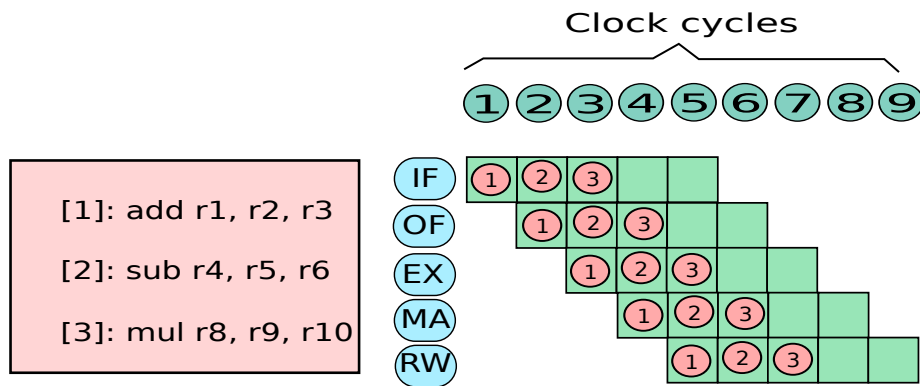 Clock cycles
1 2 3 4 5 6 7 8 9
[1]: add r1, r2, r3
[2]: sub r4, r5, r6
[3]: mul r8, r9, r10
IF 1 2 3
OF 1 2 3
EX 1 2 3
MA 1 2 3
RW 1 2 3